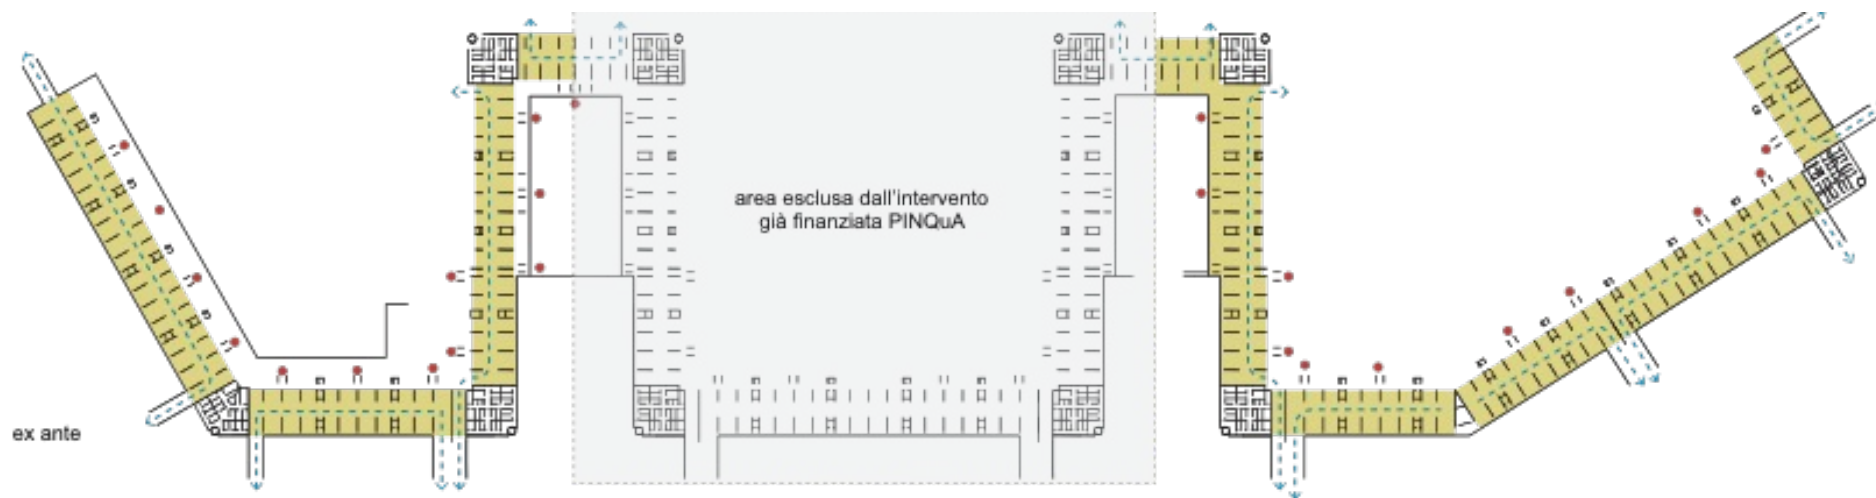 area esclusa dall'intervento
già finanziata PINQuA
ex ante